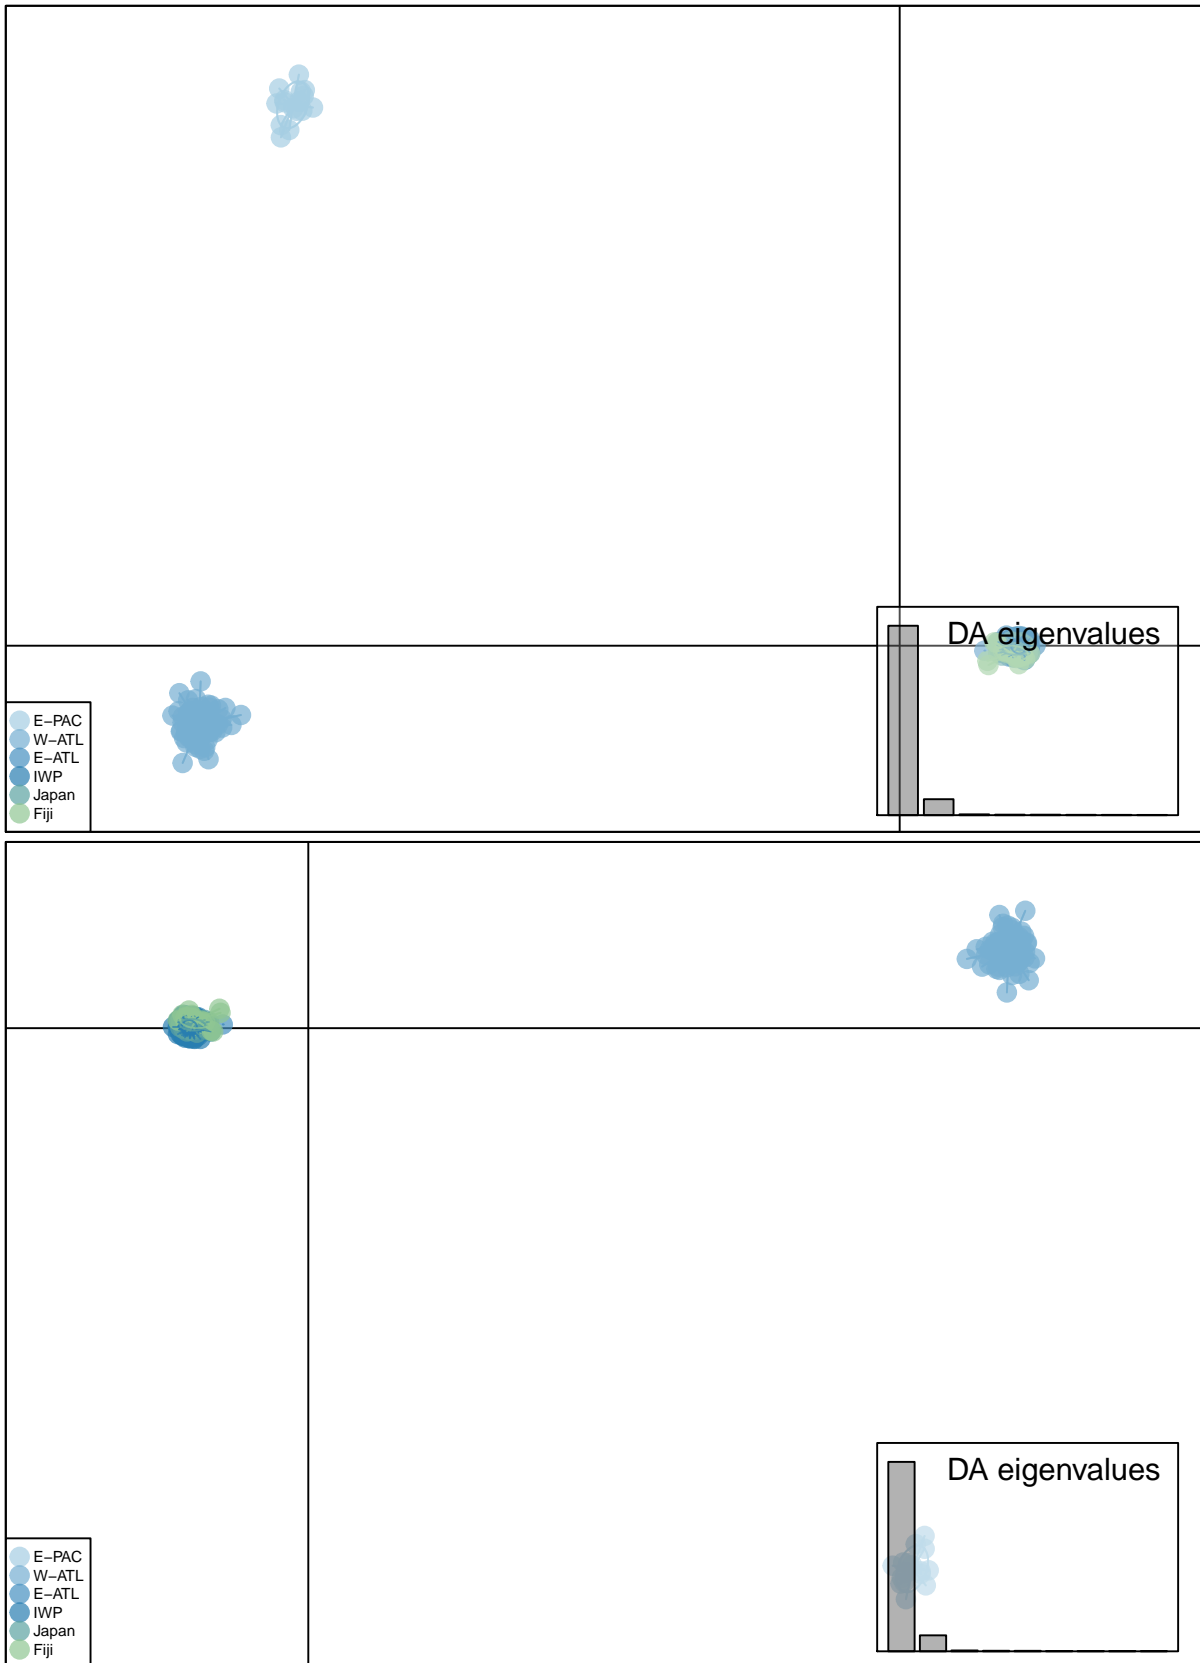 DA eigenvalues
E−PAC
W−ATL
E−ATL
IWP
Japan
Fiji
DA eigenvalues
E−PAC
W−ATL
E−ATL
IWP
Japan
Fiji